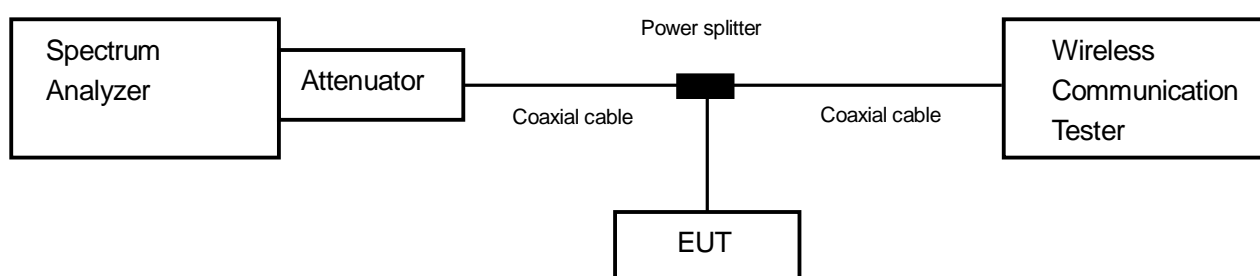 Power splitter
Spectrum
Analyzer
Attenuator
Coaxial cable
Coaxial cable
Wireless
Communication
Tester
EUT